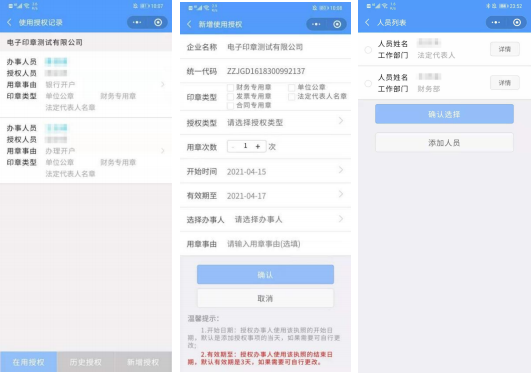 使用授权记录
电子印章测试有限公司
办事人员
授权人员
用章事由 银行开户
印章类型 单位公章 财务专用章
法定代表人名章
办事人员
授权人员
用章事由 办理开户
印章类型 单位公章 财务专用章
法定代表人名章
在用授权 历史授权 新增授权
新增使用授权
企业名称 电子印章测试有限公司
统一代码 ZZJGD1618300992137
印章类型 财务专用章 单位公章
发票专用章 法定代表人名章
合同专用章
授权类型 请选择授权类型
用章次数 - 1 + 次
开始时间 2021-04-15
有效期至 2021-04-17
选择办事人 请选择办事人
用章事由 请输入用章事由(选填)
确认
取消
温馨提示:
1.开始日期: 授权办事人使用该执照的开始日
期, 默认是添加授权事项的当天, 如果需要可自行更
改;
2.有效期至: 授权办事人使用该执照的结束日
期, 默认有效期是3天, 如果需要可自行更改。
人员列表
人员姓名
工作部门 法定代表人
详情
人员姓名
工作部门 财务部
详情
确认选择
添加人员